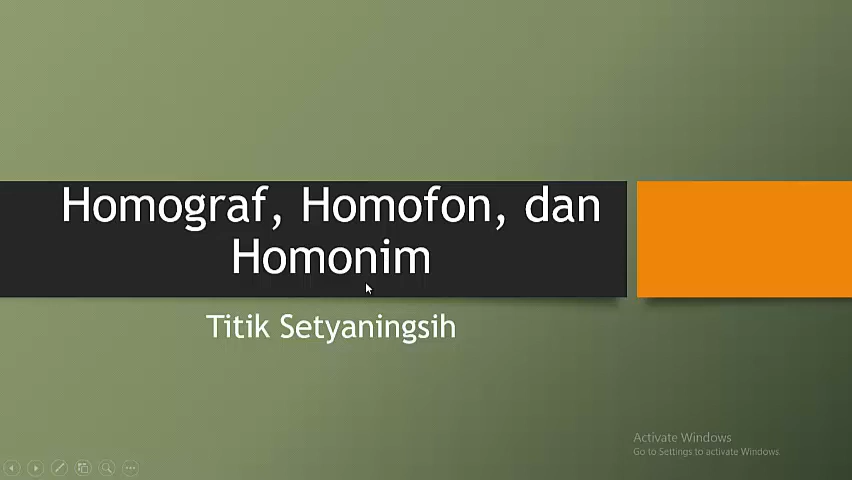 Homograf, Homofon, dan
Homonim
Titik Setyaningsih
Activate Windows
Go to Settings to activate Windows